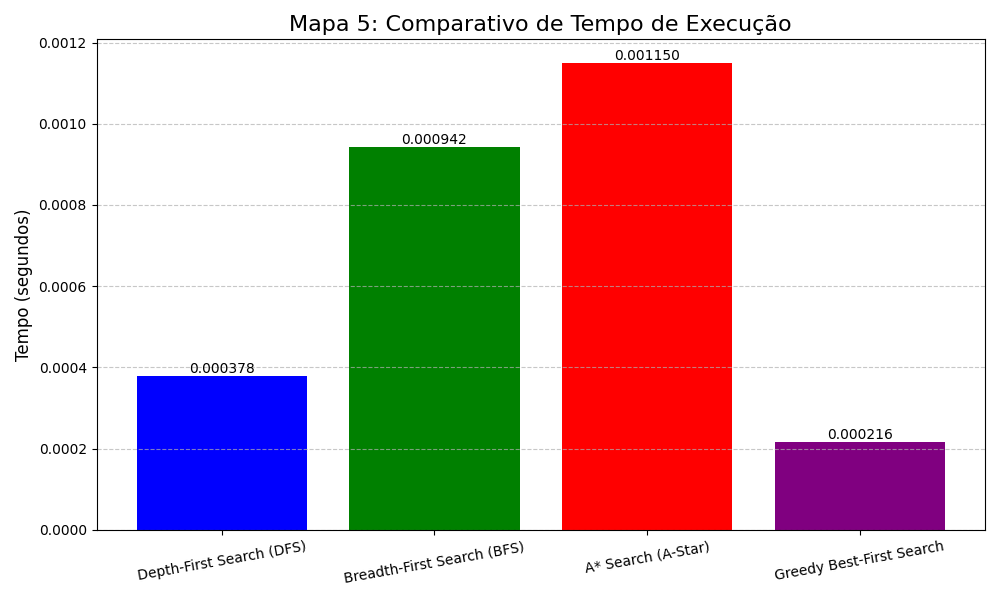 Mapa 5: Comparativo de Tempo de Execução
Tempo (segundos)
0.0012
0.0010
0.0008
0.0006
0.0004
0.0002
0.0000
0.000378
0.000942
0.001150
0.000216
Depth-First Search (DFS)
Breadth-First Search (BFS)
A* Search (A-Star)
Greedy Best-First Search